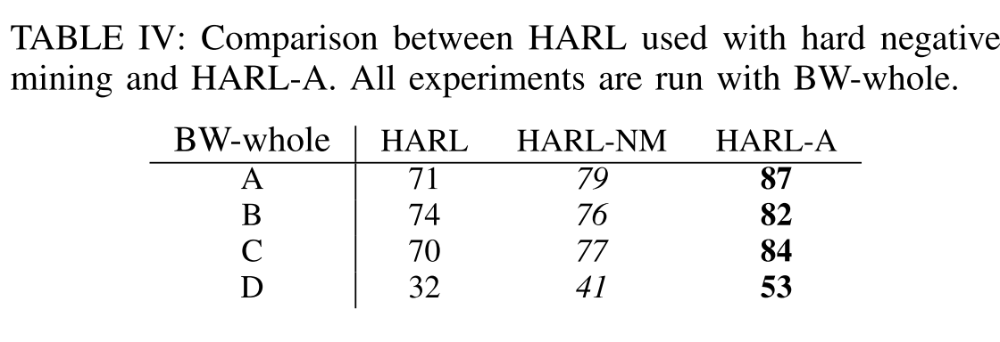 TABLE IV: Comparison between HARL used with hard negative
mining and HARL-A. All experiments are run with BW-whole.
BW-whole HARL HARL-NM HARL-A
A 71 79 87
B 74 76 82
C 70 77 84
D 32 41 53